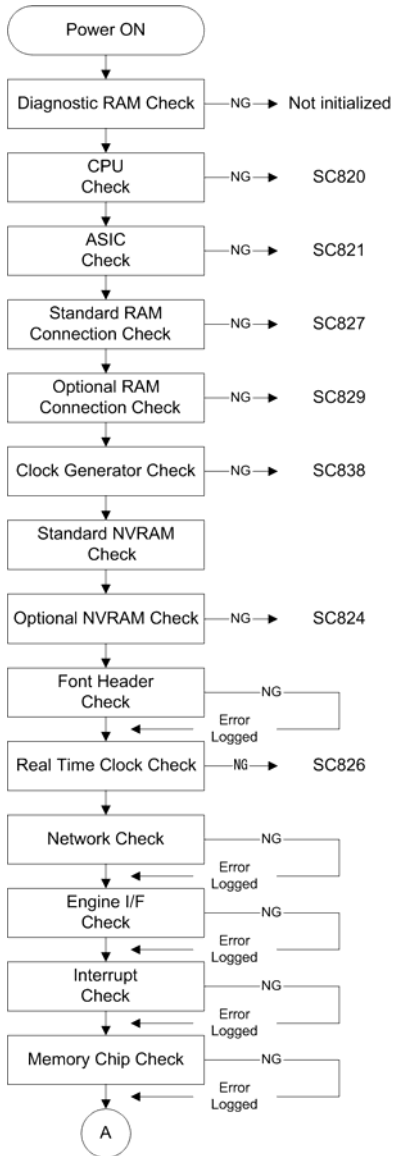 Power ON
Diagnostic RAM Check
NG
Not initialized
CPU
Check
NG
SC820
ASIC
Check
NG
SC821
Standard RAM
Connection Check
NG
SC827
Optional RAM
Connection Check
NG
SC829
Clock Generator Check
NG
SC838
Standard NVRAM
Check
Optional NVRAM Check
NG
SC824
Font Header
Check
NG
Error
Logged
Real Time Clock Check
NG
SC826
Network Check
NG
Error
Logged
Engine I/F
Check
NG
Error
Logged
Interrupt
Check
NG
Error
Logged
Memory Chip Check
NG
Error
Logged
A